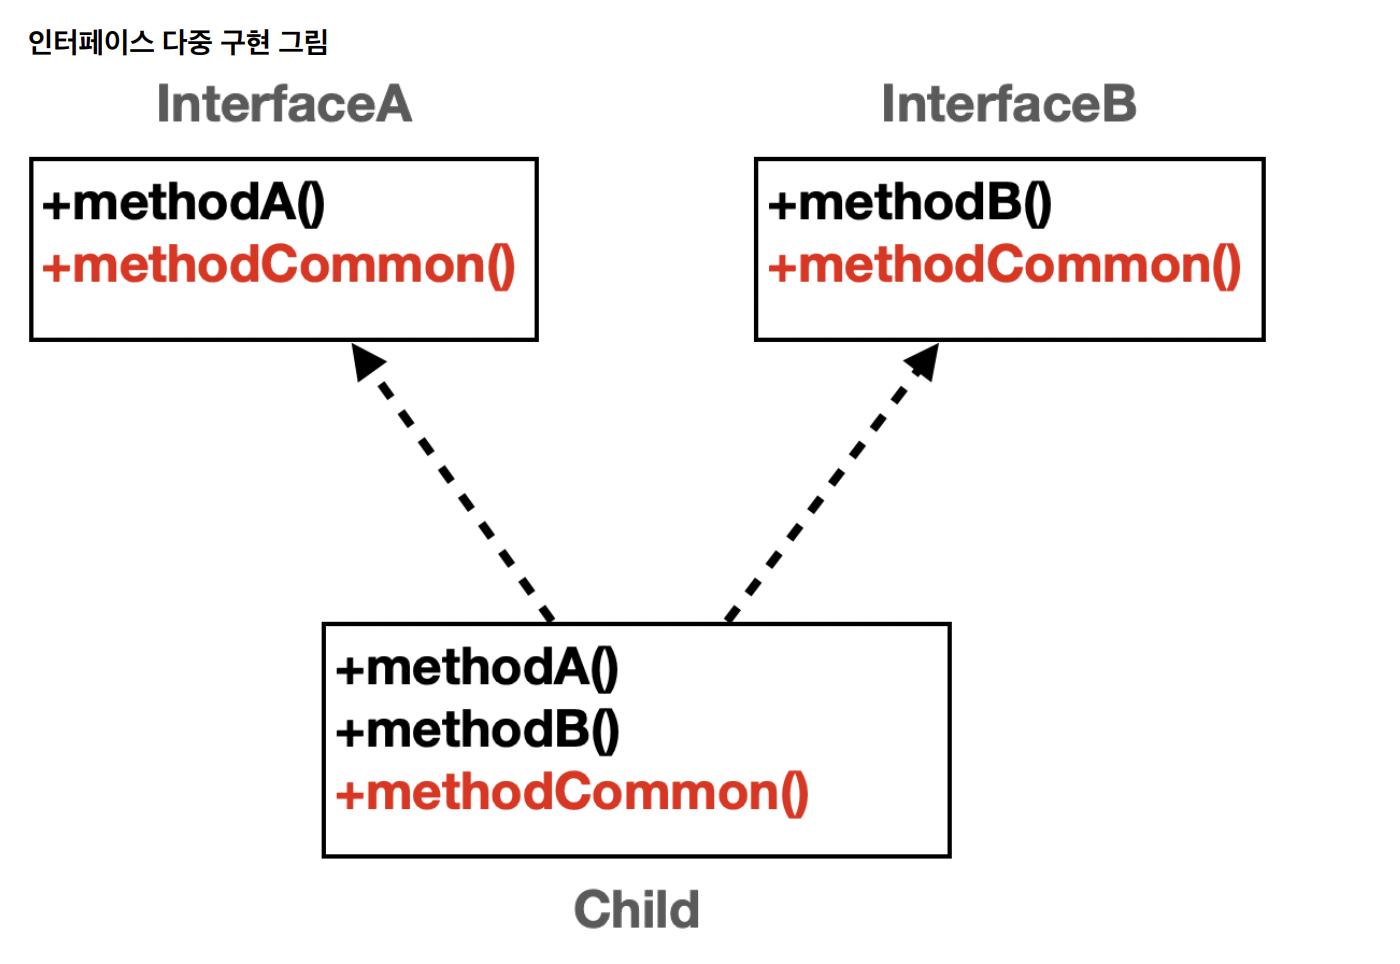 인터페이스 다중 구현 그림
InterfaceA
+methodA()
+methodCommon()
InterfaceB
+methodB()
+methodCommon()
+methodA()
+methodB()
+methodCommon()
Child